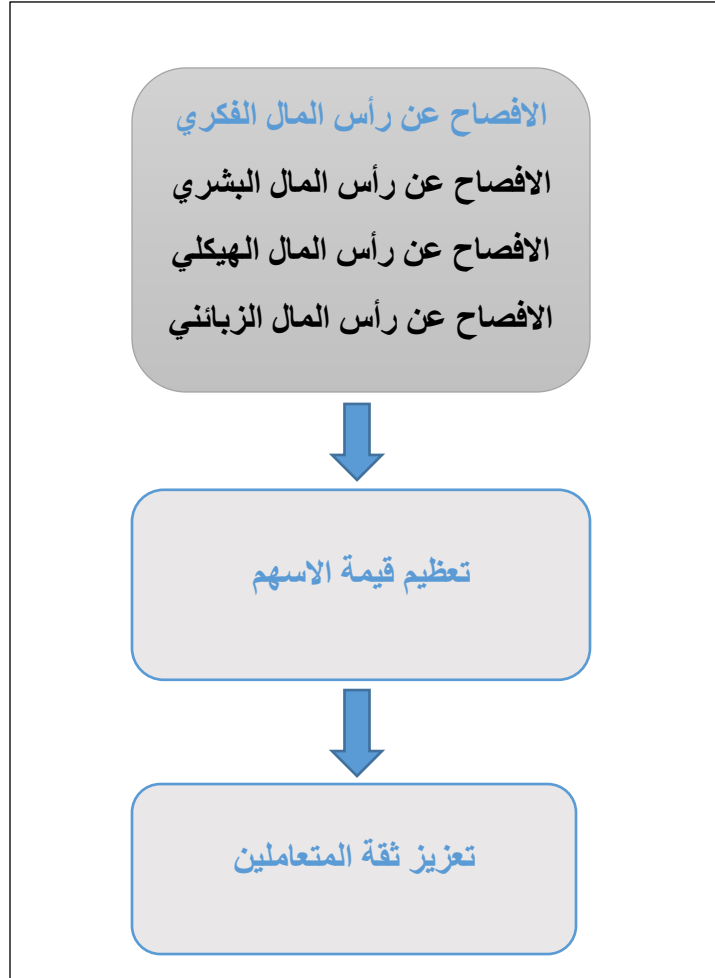 الافصاح عن رأس المال الفكري
الافصاح عن رأس المال البشري
الافصاح عن رأس المال الهيكلي
الافصاح عن رأس المال الزبائني
تعظيم قيمة الاسهم
تعزيز ثقة المتعاملين